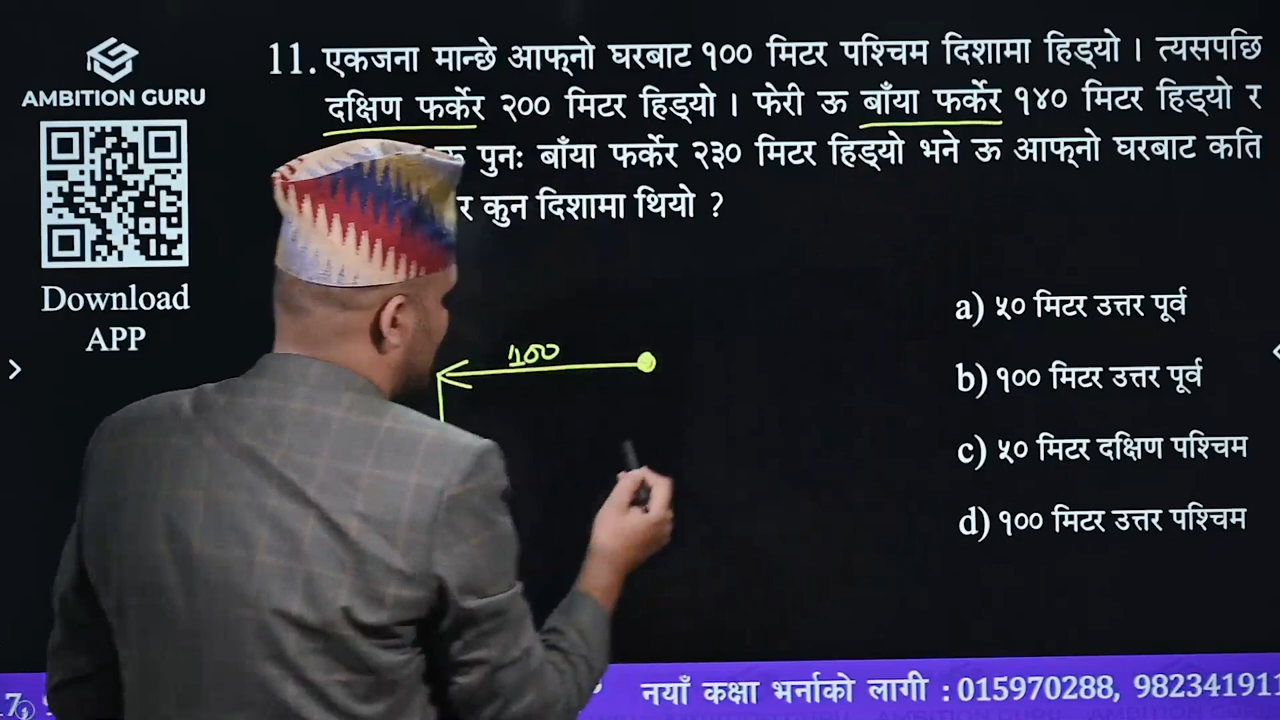 AMBITION GURU
Download
APP
11. एकजना मान्छे आफ्नो घरबाट १०० मिटर पश्चिम दिशामा हिड्यो । त्यसपछि
दक्षिण फर्केर २०० मिटर हिड्यो । फेरी ऊ बाँया फर्केर १४० मिटर हिड्यो र
ऊ पुनः बाँया फर्केर २३० मिटर हिड्यो भने ऊ आफ्नो घरबाट कति
र कुन दिशामा थियो ?
100
a) ५० मिटर उत्तर पूर्व
b) १०० मिटर उत्तर पूर्व
c) ५० मिटर दक्षिण पश्चिम
d) १०० मिटर उत्तर पश्चिम
नयाँ कक्षा भर्नाको लागी : 015970288, 982341911